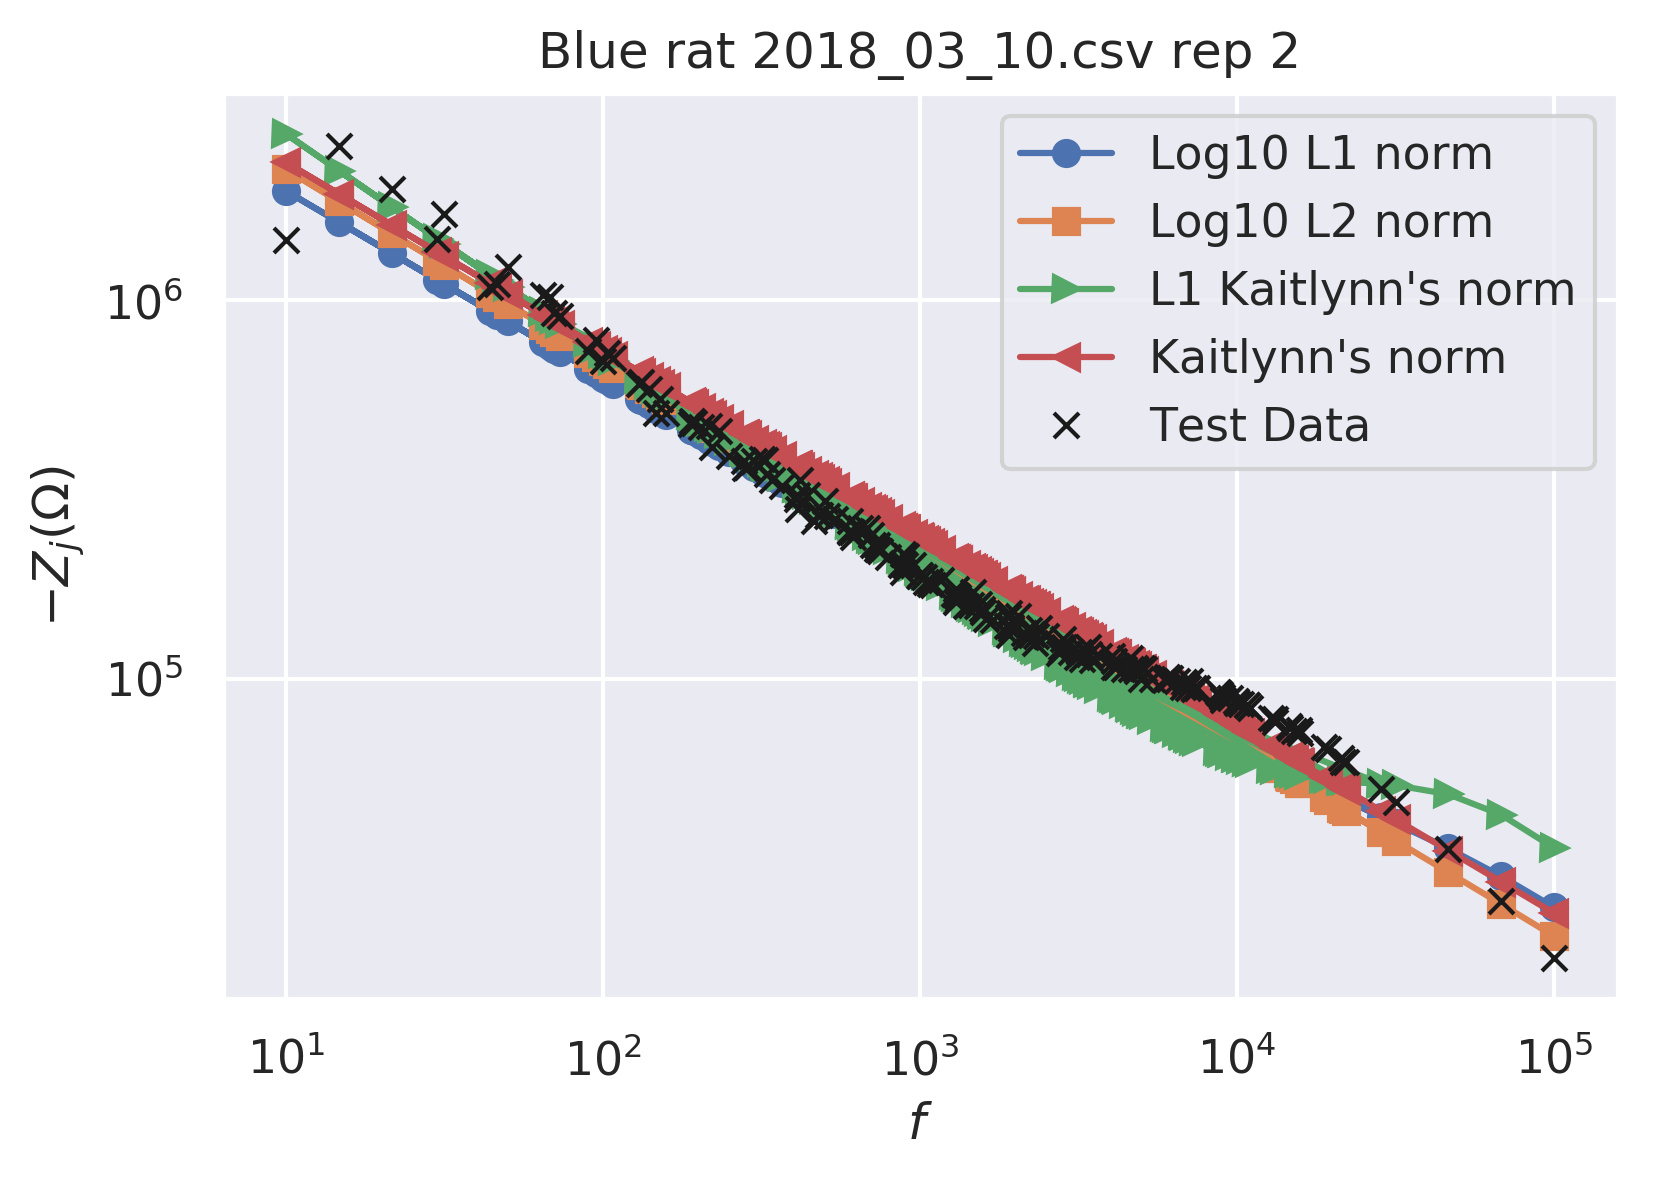 Blue rat 2018_03_10.csv rep 2
Log10 L1 norm
Log10 L2 norm
L1 Kaitlynn's norm
Kaitlynn's norm
Test Data
10⁶
10⁵
−Zⱼ(Ω)
10¹ 10² 10³ 10⁴ 10⁵
f